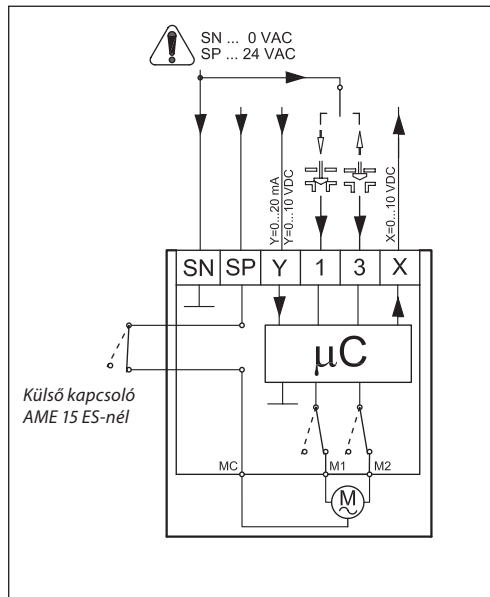 SN ... 0 VAC
SP ... 24 VAC
Y=0...20 mA
Y=0...10 VDC
X=0...10 VDC
SN SP Y 1 3 X
µC
Külső kapcsoló
AME 15 ES-nél
MC M1 M2
M